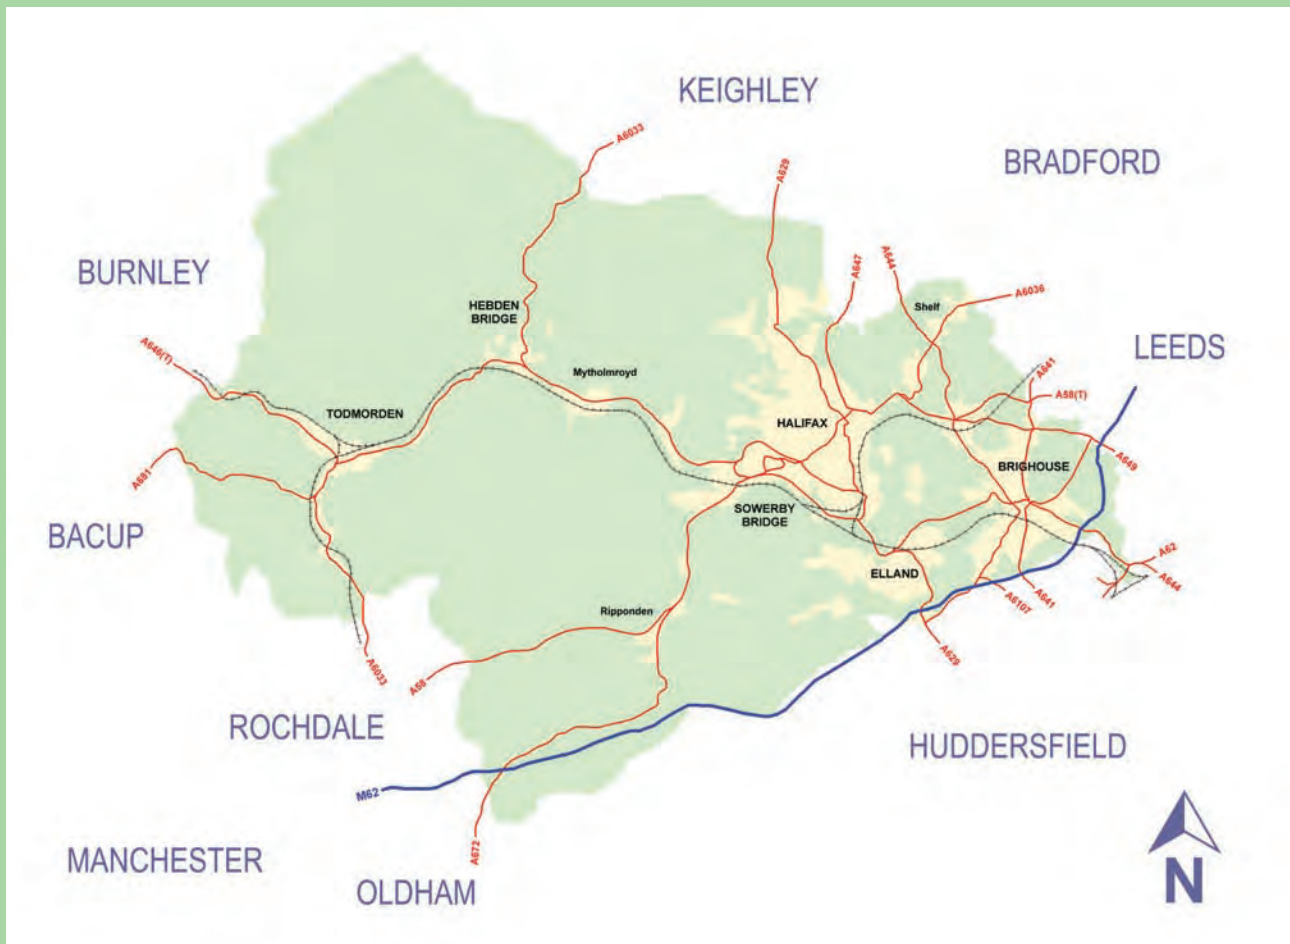 KEIGHLEY
A6033
BRADFORD
A629
BURNLEY
A647
A644
A6036
Shelf
HEBDEN
BRIDGE
LEEDS
A646(T)
Mytholmroyd
A641
A58(T)
TODMORDEN
HALIFAX
A649
A681
BRIGHOUSE
SOWERBY
BRIDGE
BACUP
A62
A644
ELLAND
A6107
A641
Ripponden
A629
A6033
A58
ROCHDALE
HUDDERSFIELD
M62
A672
MANCHESTER
OLDHAM
N